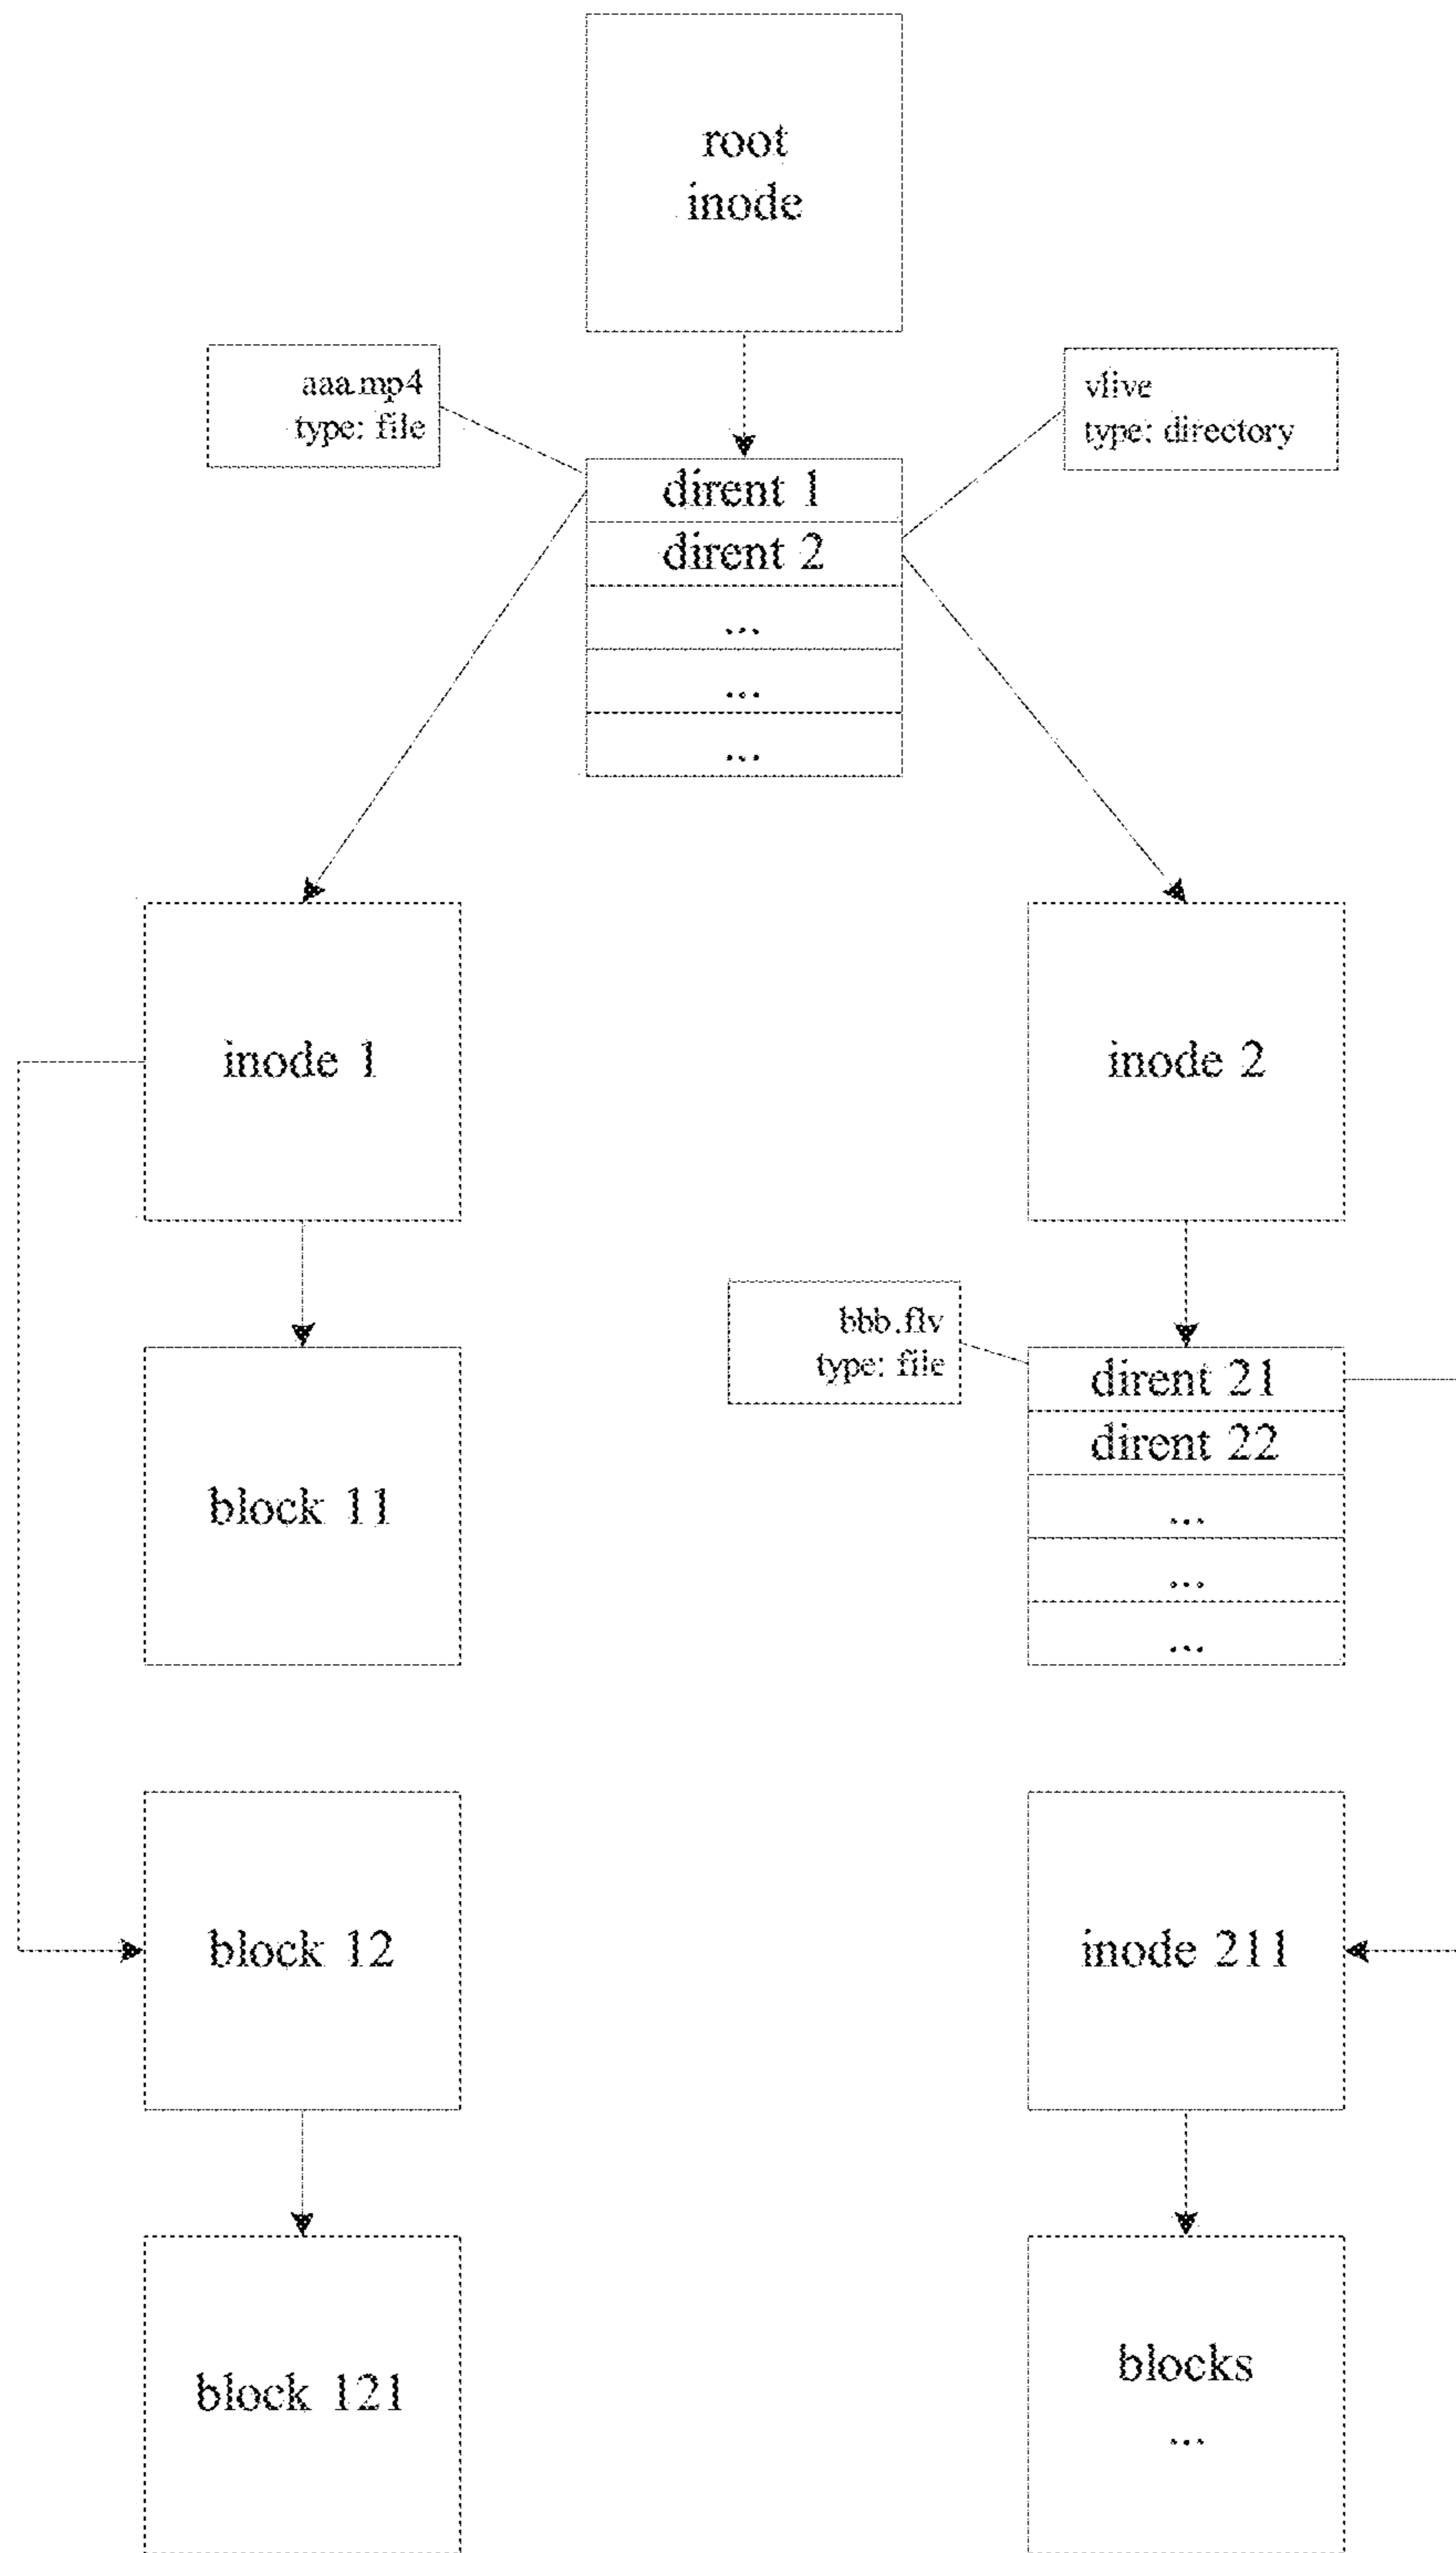 root
inode
aaa.mp4
type: file
vlive
type: directory
dirent 1
dirent 2
...
...
...
inode 1
inode 2
bbb.flv
type: file
block 11
dirent 21
dirent 22
...
...
...
block 12
inode 211
block 121
blocks
...